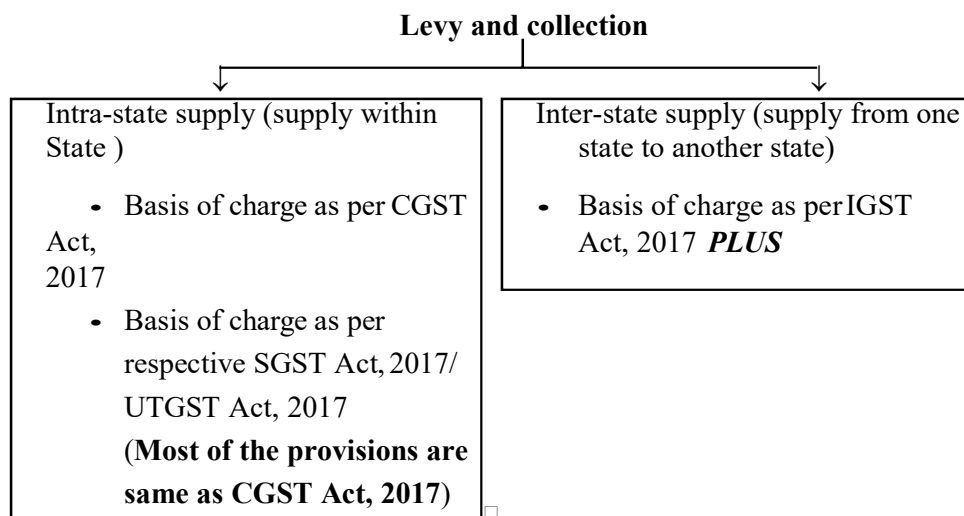 Levy and collection
Intra-state supply (supply within
State )
• Basis of charge as per CGST
Act,
2017
• Basis of charge as per
respective SGST Act, 2017/
UTGST Act, 2017
(Most of the provisions are
same as CGST Act, 2017)
Inter-state supply (supply from one
state to another state)
• Basis of charge as per IGST
Act, 2017 PLUS